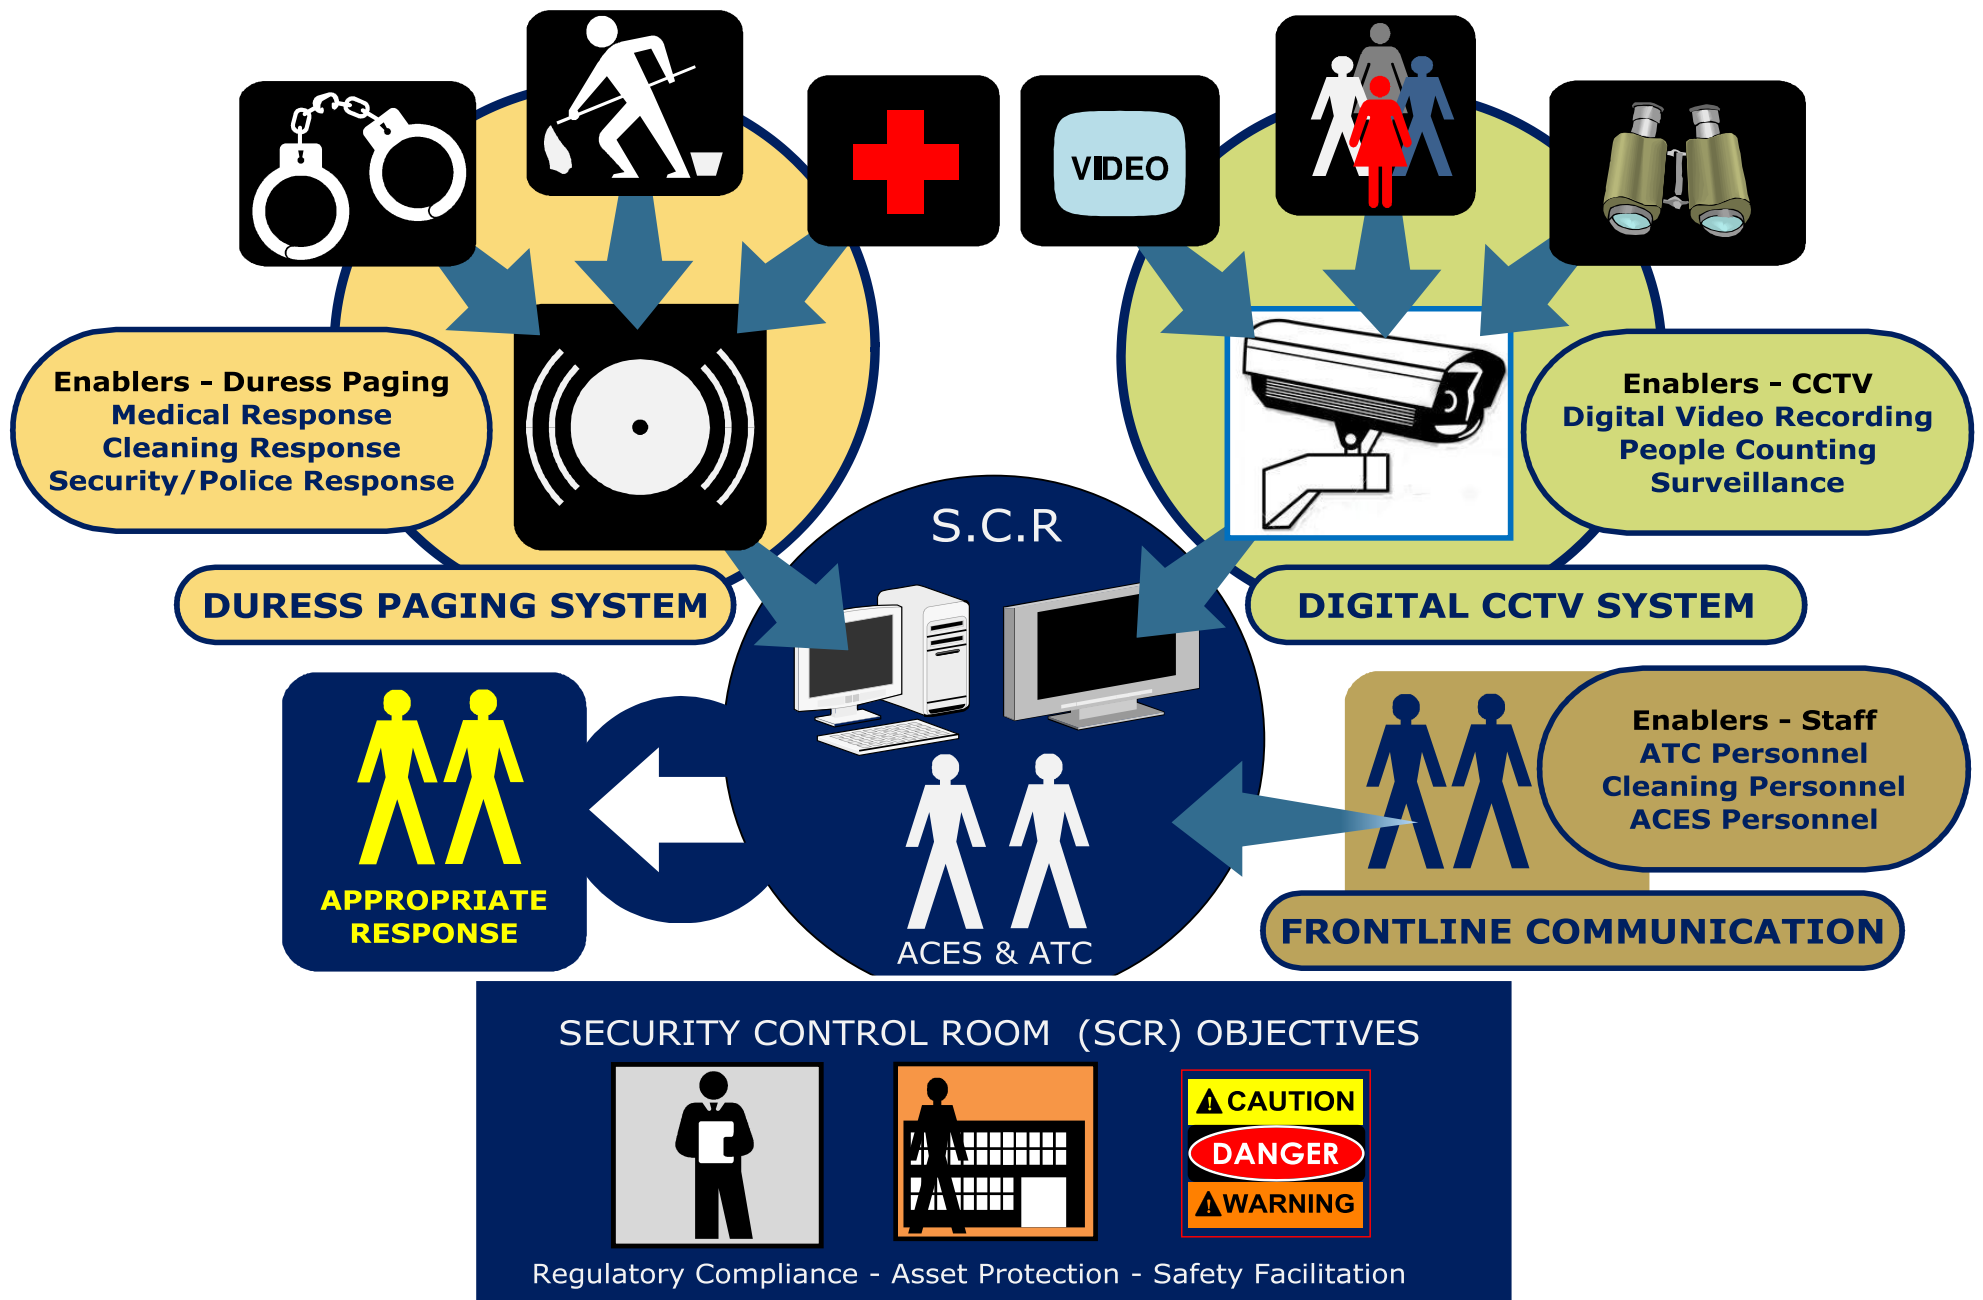 VIDEO
Enablers - Duress Paging
Medical Response
Cleaning Response
Security/Police Response
Enablers - CCTV
Digital Video Recording
People Counting
Surveillance
S.C.R
DURESS PAGING SYSTEM
DIGITAL CCTV SYSTEM
Enablers - Staff
ATC Personnel
Cleaning Personnel
ACES Personnel
APPROPRIATE
RESPONSE
ACES & ATC
FRONTLINE COMMUNICATION
SECURITY CONTROL ROOM (SCR) OBJECTIVES
CAUTION
DANGER
WARNING
Regulatory Compliance - Asset Protection - Safety Facilitation